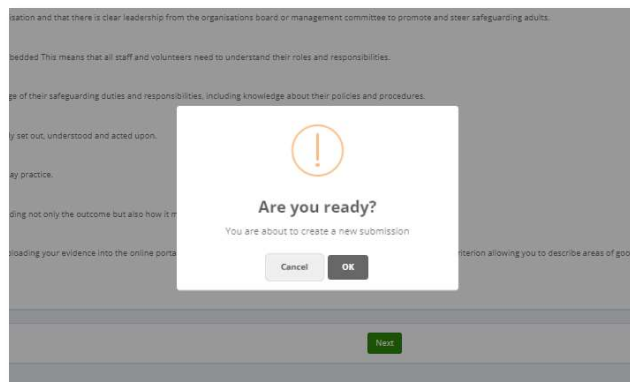 isation and that there is clear leadership from the organisations board or management committee to promote and steer safeguarding adults.
bedded This means that all staff and volunteers need to understand their roles and responsibilities.
ge of their safeguarding duties and responsibilities, including knowledge about their policies and procedures.
ly set out, understood and acted upon.
ay practice.
ding not only the outcome but also how it m
Are you ready?
You are about to create a new submission
ploading your evidence into the online porta
riterion allowing you to describe areas of goo
Cancel OK
Next